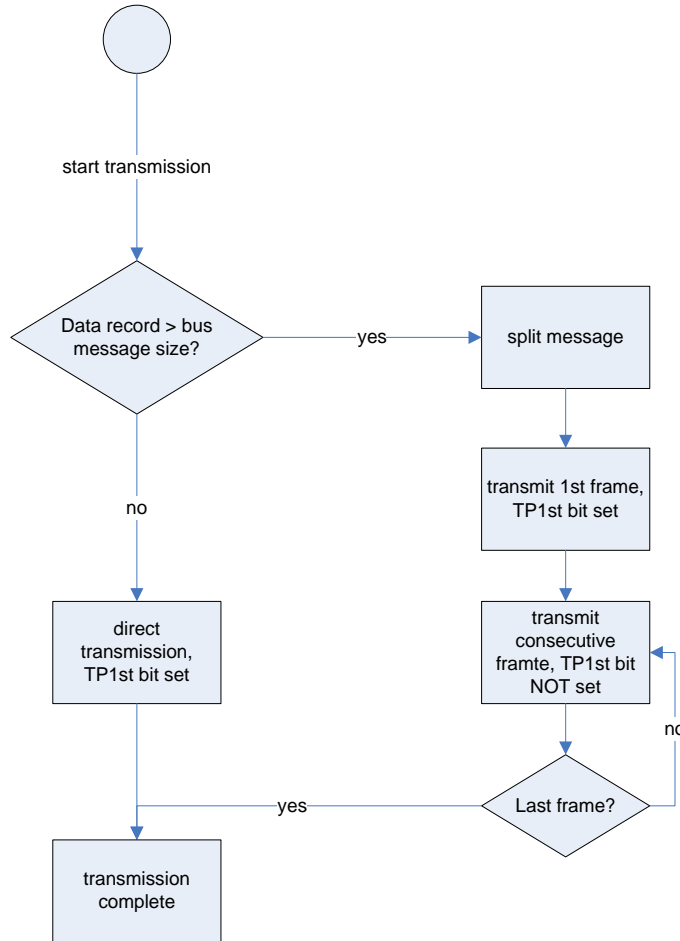 start transmission
Data record > bus
message size?
yes
split message
transmit 1st frame,
TP1st bit set
no
direct
transmission,
TP1st bit set
transmit
consecutive
framte, TP1st bit
NOT set
no
Last frame?
yes
transmission
complete